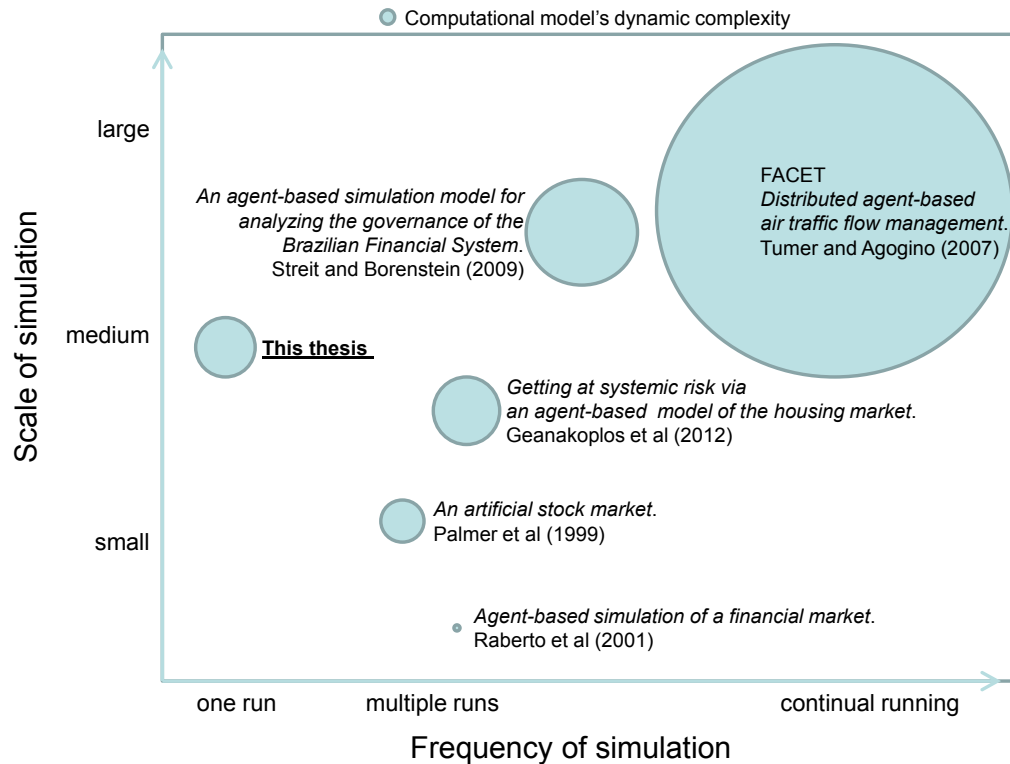 Computational model's dynamic complexity
Scale of simulation
large
medium
small
An agent-based simulation model for
analyzing the governance of the
Brazilian Financial System.
Streit and Borenstein (2009)
FACET
Distributed agent-based
air traffic flow management.
Tumer and Agogino (2007)
This thesis
Getting at systemic risk via
an agent-based model of the housing market.
Geanakoplos et al (2012)
An artificial stock market.
Palmer et al (1999)
Agent-based simulation of a financial market.
Raberto et al (2001)
one run
multiple runs
continual running
Frequency of simulation